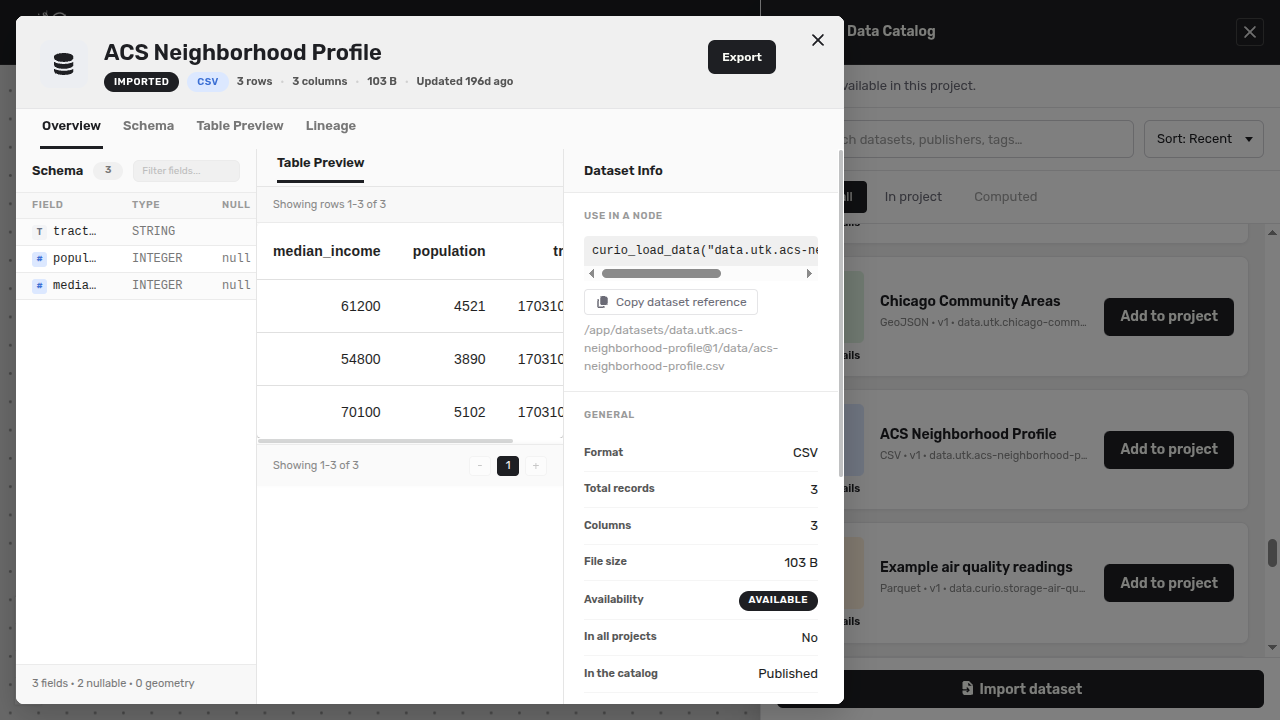 ACS Neighborhood Profile
IMPORTED CSV 3 rows · 3 columns · 103 B · Updated 196d ago
Export
Overview Schema Table Preview Lineage
Schema 3 Filter fields...
FIELD TYPE NULL
T tract… STRING
# popul… INTEGER null
# media… INTEGER null
3 fields • 2 nullable • 0 geometry
Table Preview
Showing rows 1-3 of 3
median_income population tr
61200 4521 170310
54800 3890 170310
70100 5102 170310
Showing 1-3 of 3 - 1 +
Dataset Info
USE IN A NODE
curio_load_data("data.utk.acs-ne
Copy dataset reference
/app/datasets/data.utk.acs-
neighborhood-profile@1/data/acs-
neighborhood-profile.csv
GENERAL
Format CSV
Total records 3
Columns 3
File size 103 B
Availability AVAILABLE
In all projects No
In the catalog Published
Data Catalog
available in this project.
datasets, publishers, tags…
Sort: Recent
In project Computed
Chicago Community Areas
GeoJSON • v1 • data.utk.chicago-comm…
Add to project
ACS Neighborhood Profile
CSV • v1 • data.utk.acs-neighborhood-p…
Add to project
Example air quality readings
Parquet • v1 • data.curio.storage-air-qu…
Add to project
Import dataset